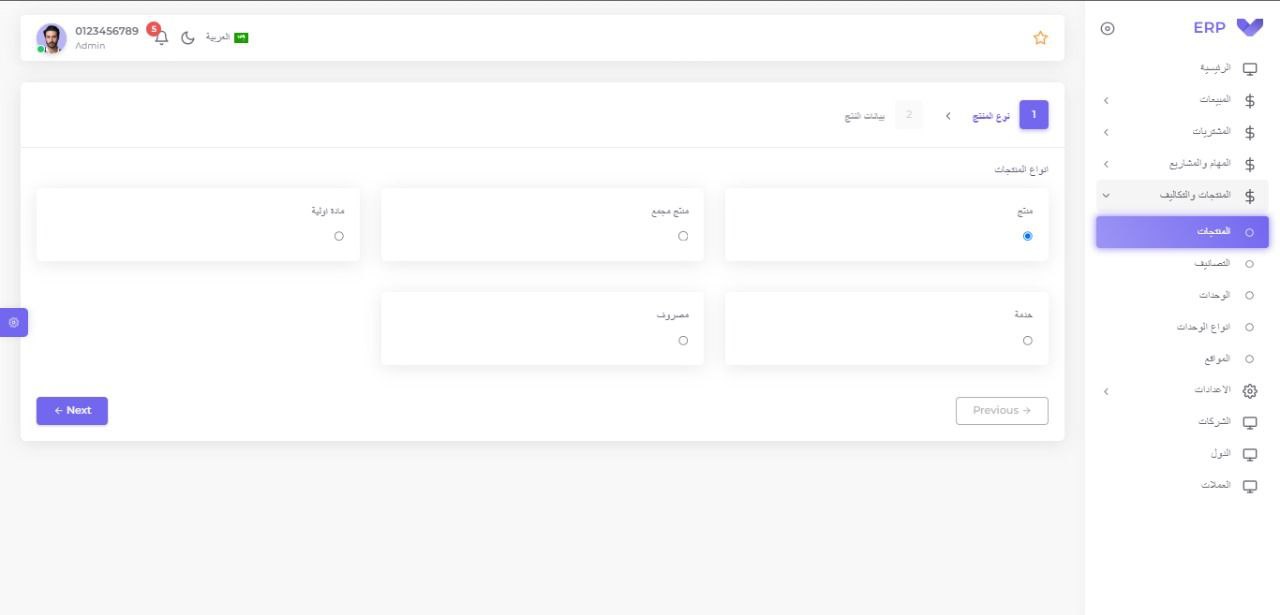 ERP
الرئيسية
المبيعات
المشتريات
المهام والمشاريع
المنتجات والتكاليف
المنتجات
التصانيف
الوحدات
انواع الوحدات
المواقع
الاعدادات
الشركات
الدول
العملات
العربية
5
0123456789
Admin
1 نوع المنتج
2 بيانات النتج
انواع المنتجات
منتج
منتج مجمع
مادة اولية
خدمة
مصروف
Previous →
← Next